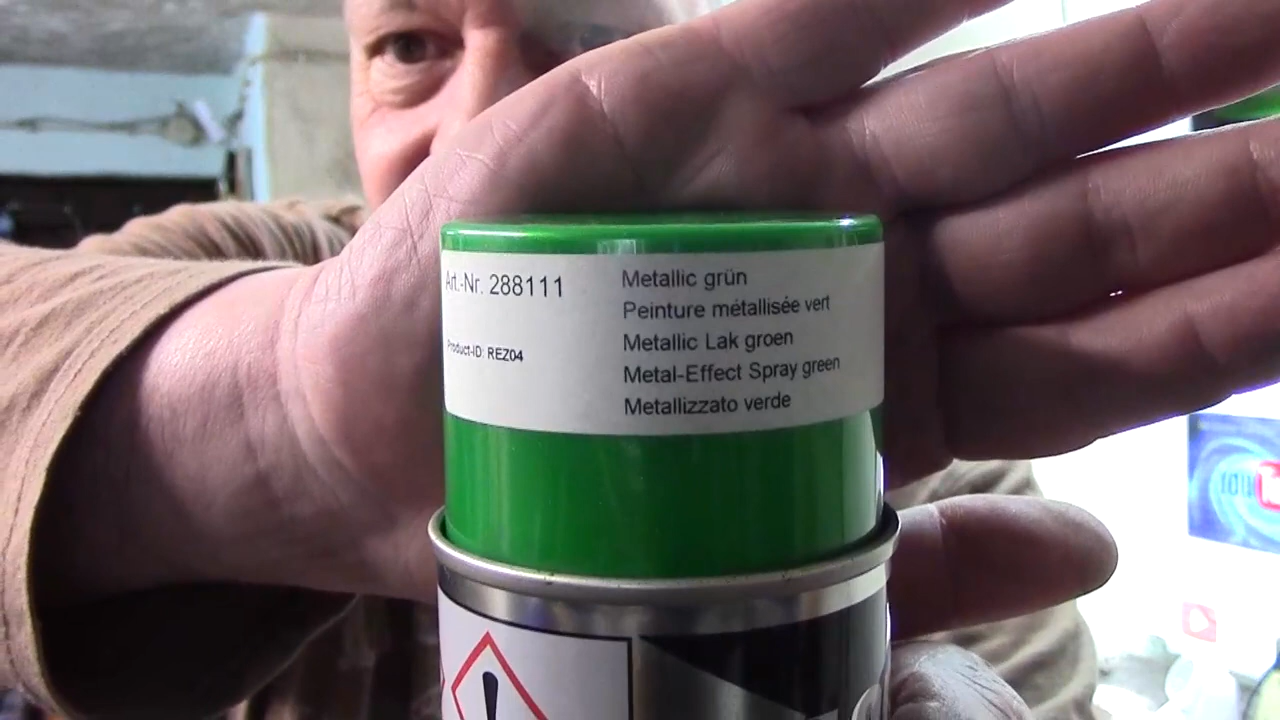 Art.-Nr. 288111
Product-ID: REZ04
Metallic grün
Peinture métallisée vert
Metallic Lak groen
Metal-Effect Spray green
Metallizzato verde